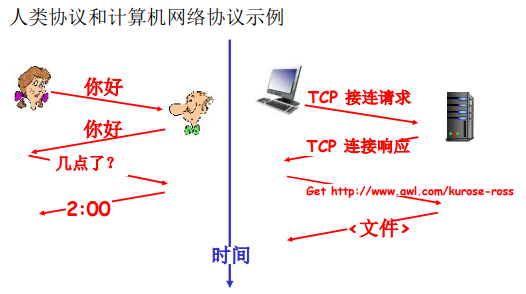 人类协议和计算机网络协议示例
你好
你好
几点了?
2:00
TCP 接连请求
TCP 连接响应
Get http://www.awl.com/kurose-ross
<文件>
时间